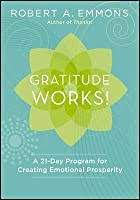 ROBERT A. EMMONS
Author of Thanks!
GRATITUDE
WORKS!
A 21-Day Program for
Creating Emotional Prosperity